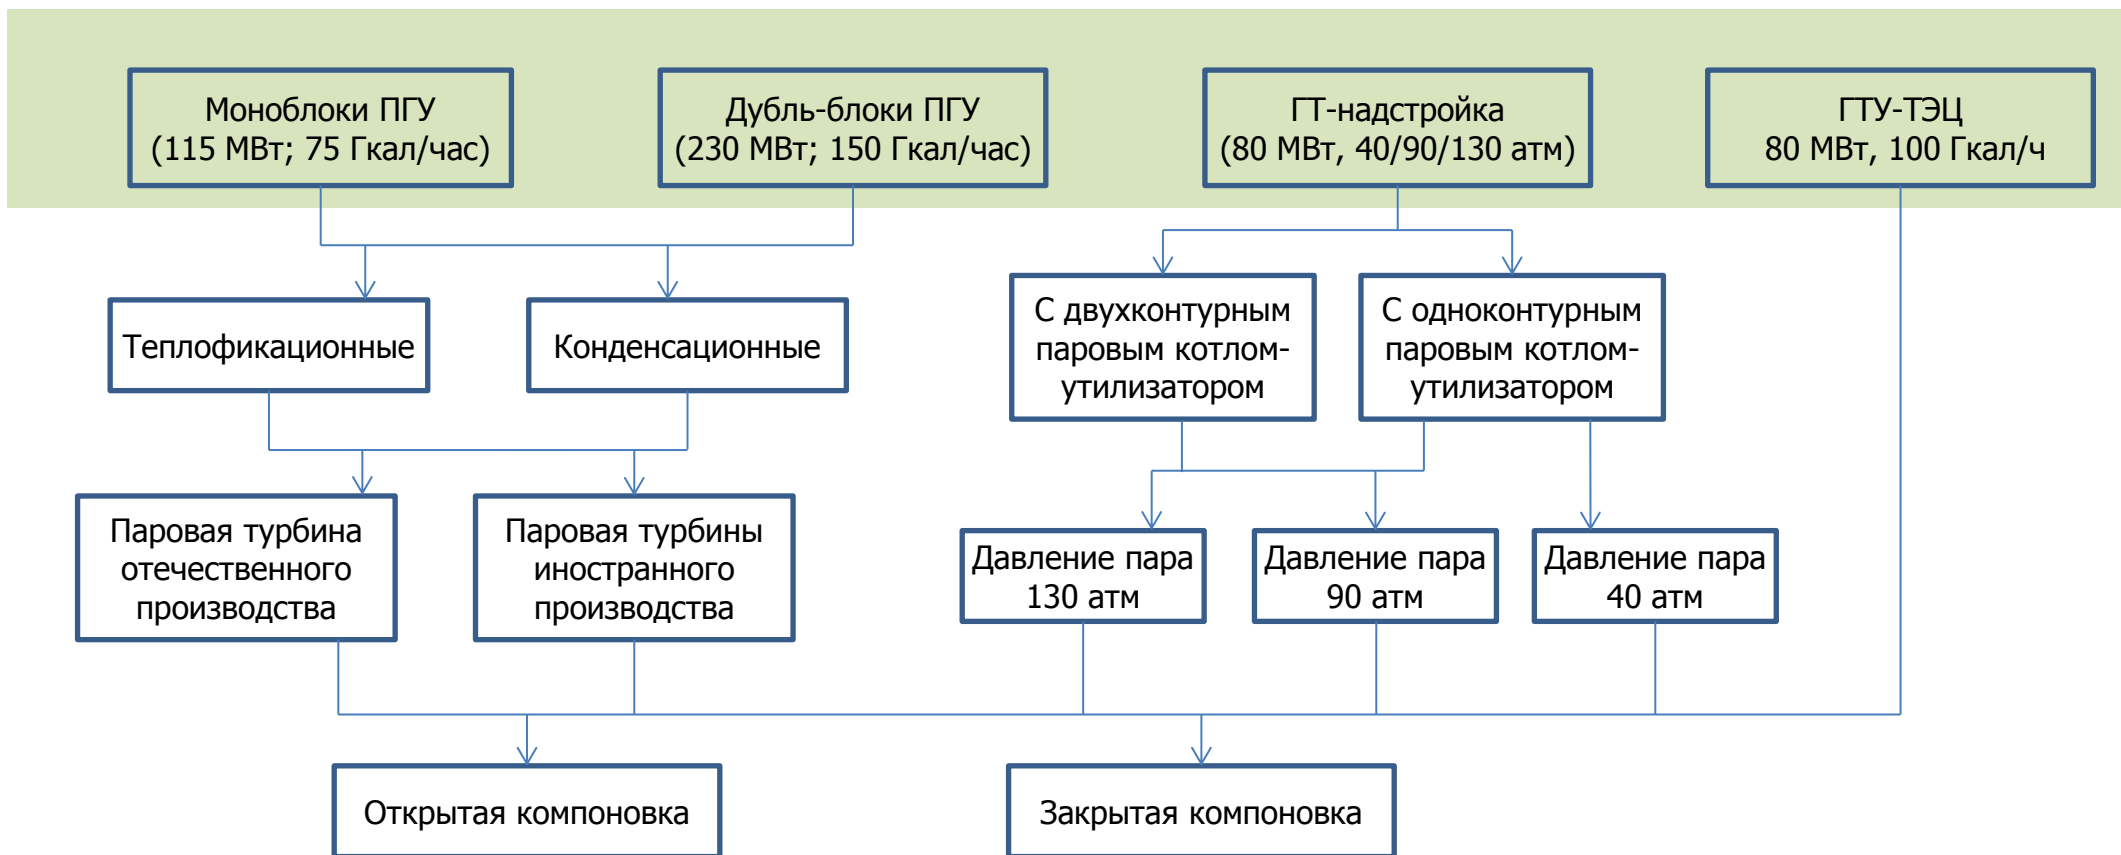 Моноблоки ПГУ
(115 МВт; 75 Гкал/час)
Дубль-блоки ПГУ
(230 МВт; 150 Гкал/час)
ГТ-надстройка
(80 МВт, 40/90/130 атм)
ГТУ-ТЭЦ
80 МВт, 100 Гкал/ч
Теплофикационные
Конденсационные
С двухконтурным
паровым котлом-
утилизатором
С одноконтурным
паровым котлом-
утилизатором
Паровая турбина
отечественного
производства
Паровая турбины
иностранного
производства
Давление пара
130 атм
Давление пара
90 атм
Давление пара
40 атм
Открытая компоновка
Закрытая компоновка